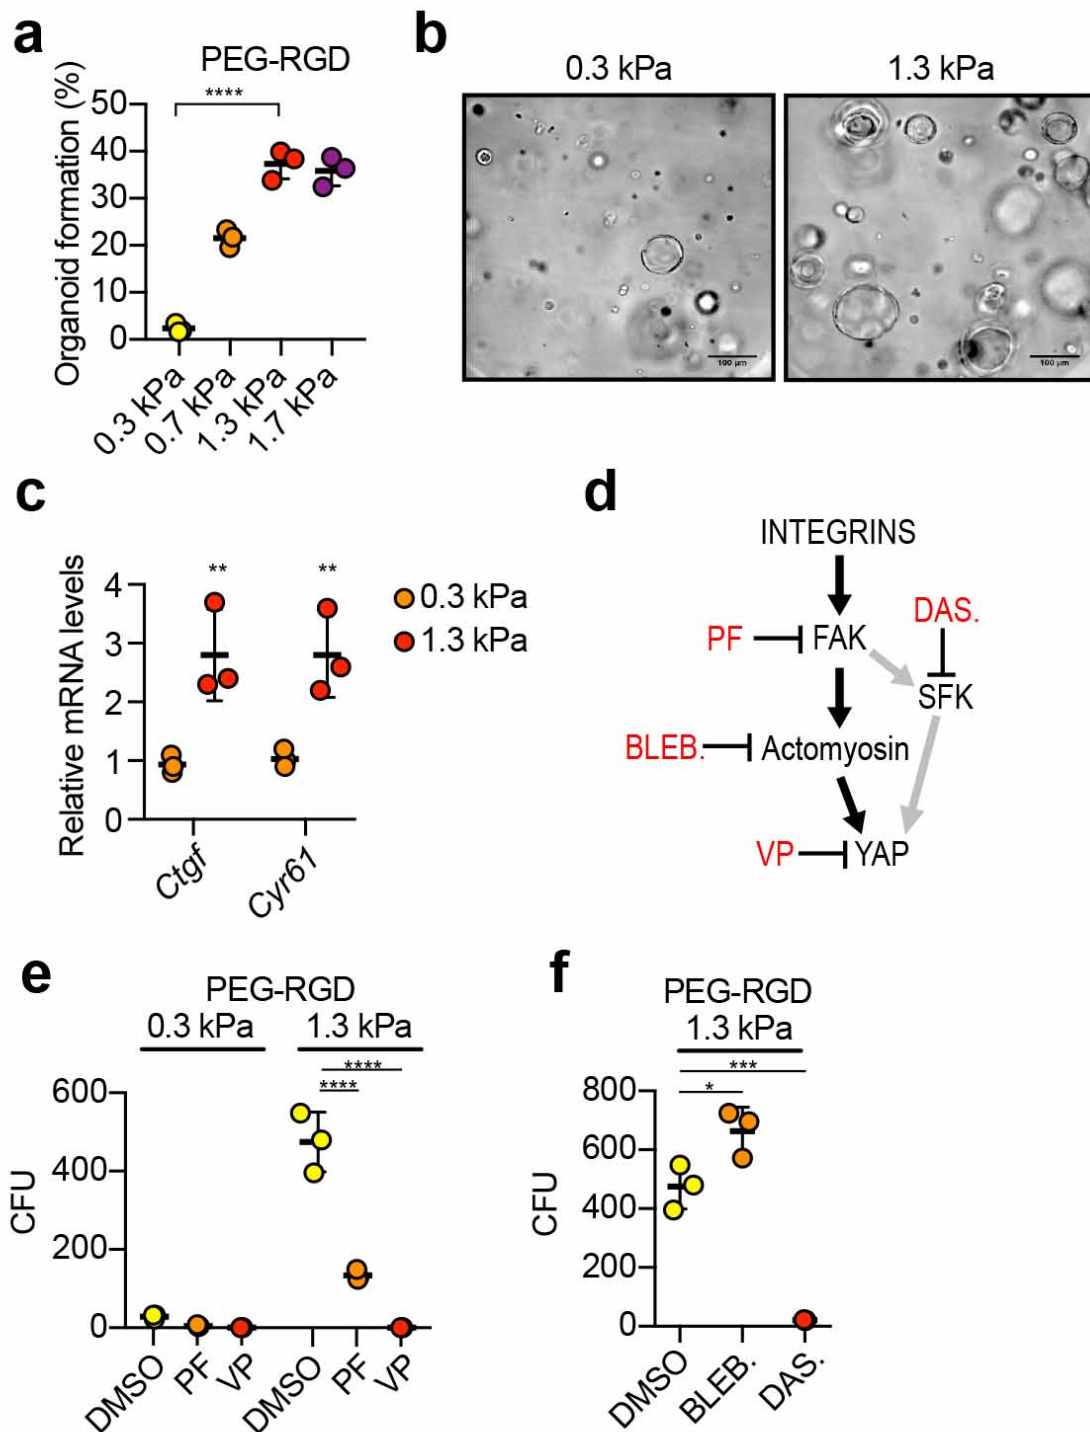 a
PEG-RGD
Organoid formation (%)
****
50
40
30
20
10
0
0.3 kPa
0.7 kPa
1.3 kPa
1.7 kPa
b
0.3 kPa
1.3 kPa
100 µm
100 µm
c
Relative mRNA levels
**
**
4
3
2
1
0
Ctgf
Cyr61
0.3 kPa
1.3 kPa
d
INTEGRINS
DAS.
PF
FAK
SFK
BLEB.
Actomyosin
VP
YAP
e
PEG-RGD
0.3 kPa
1.3 kPa
****
****
CFU
600
400
200
0
DMSO
PF
VP
DMSO
PF
VP
f
PEG-RGD
1.3 kPa
***
*
CFU
800
600
400
200
0
DMSO
BLEB.
DAS.